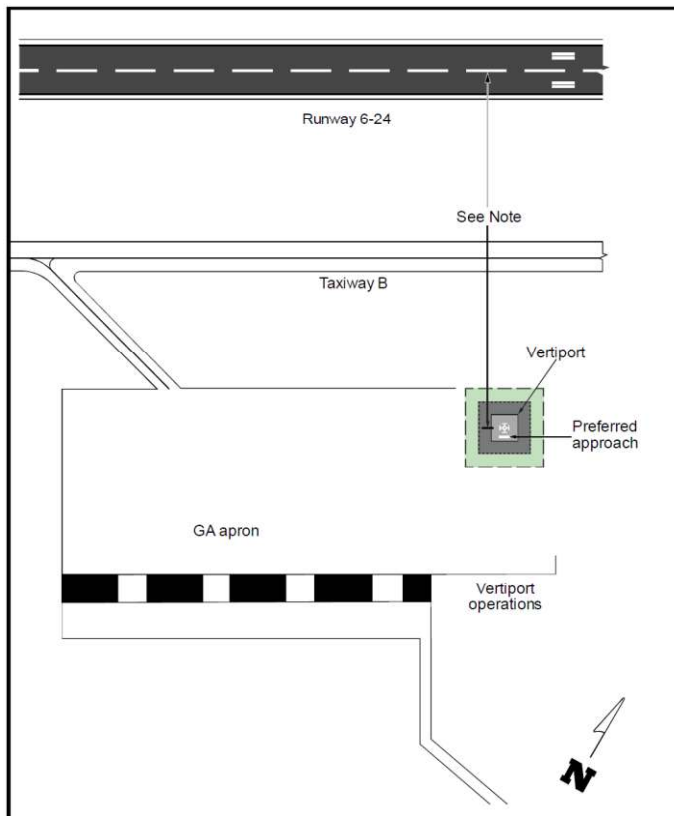 Runway 6-24
See Note
Taxiway B
Vertiport
Preferred
approach
GA apron
Vertiport
operations
N